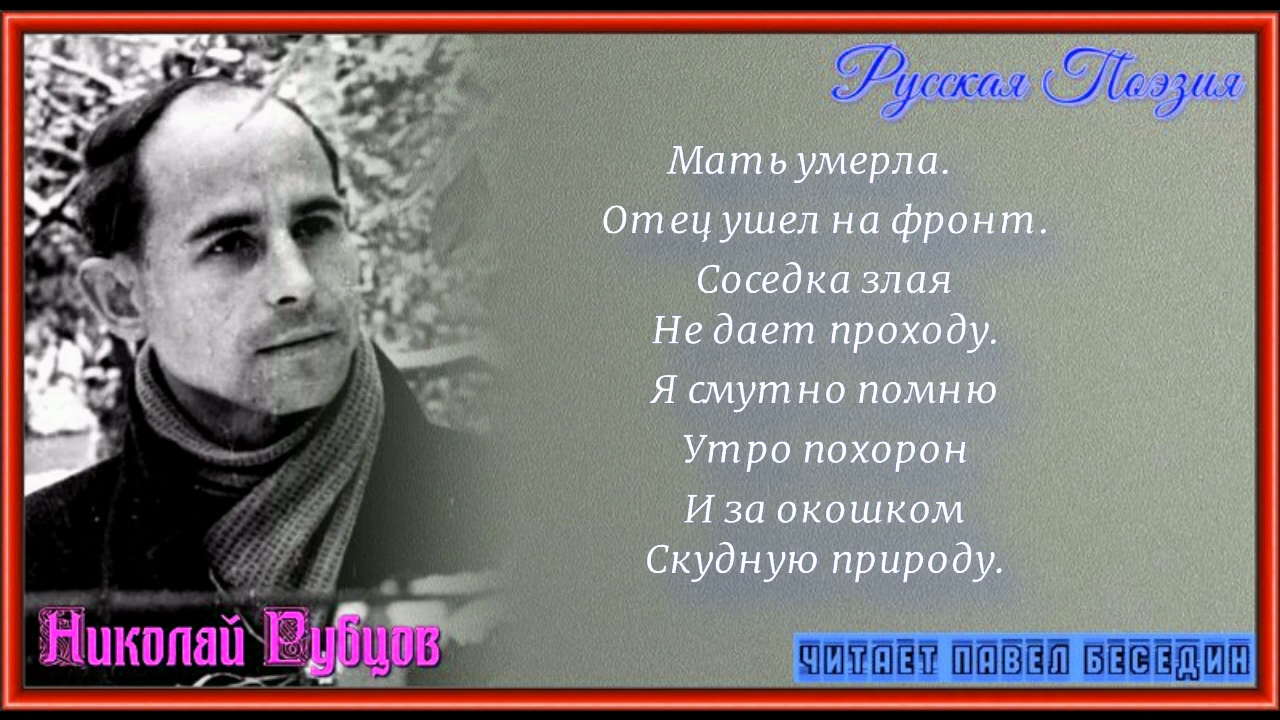 Русская Поэзия
Мать умерла.
Отец ушел на фронт.
Соседка злая
Не дает проходу.
Я смутно помню
Утро похорон
И за окошком
Скудную природу.
Николай Рубцов
ЧИТАЕТ ПАВЕЛ БЕСЕДИН